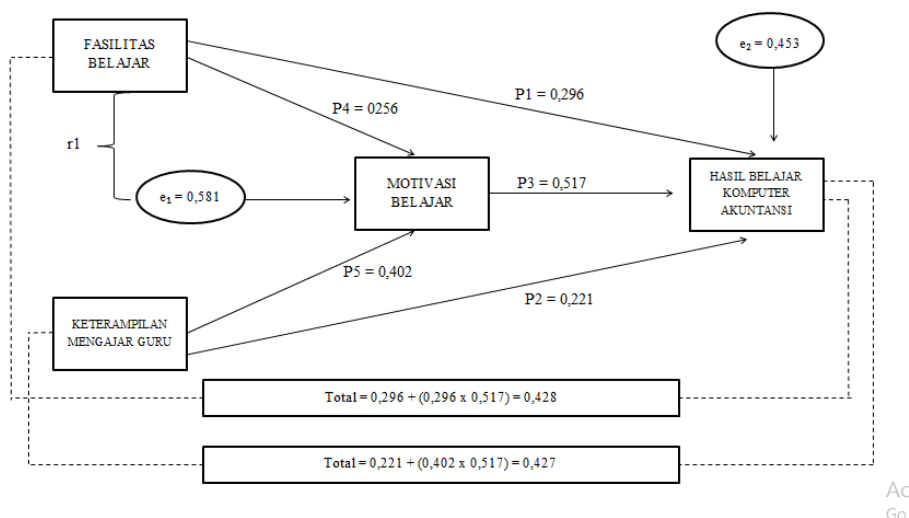 FASILITAS
BELAJAR
e₂ = 0,453
P1 = 0,296
P4 = 0256
r1
MOTIVASI
BELAJAR
P3 = 0,517
HASIL BELAJAR
KOMPUTER
AKUNTANSI
e₁ = 0,581
P5 = 0,402
P2 = 0,221
KETERAMPILAN
MENGAJAR GURU
Total = 0,296 + (0,296 x 0,517) = 0,428
Total = 0,221 + (0,402 x 0,517) = 0,427
Ac
Go